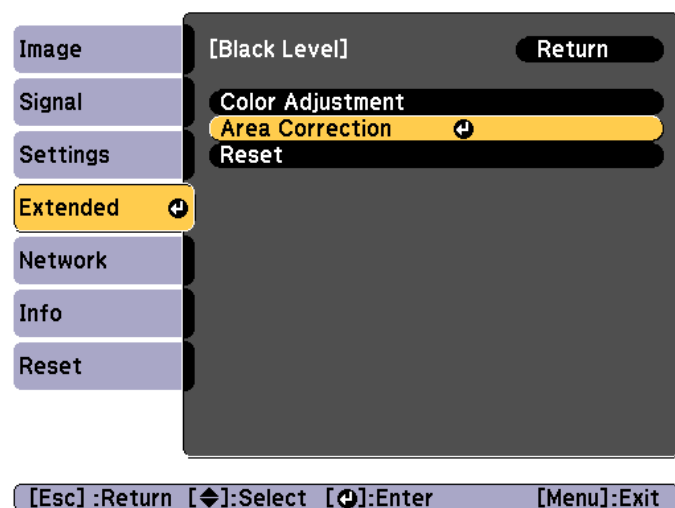 Image
Signal
Settings
Extended
Network
Info
Reset
[Black Level] Return
Color Adjustment
Area Correction
Reset
[Esc] :Return [◆]:Select [↵]:Enter [Menu]:Exit